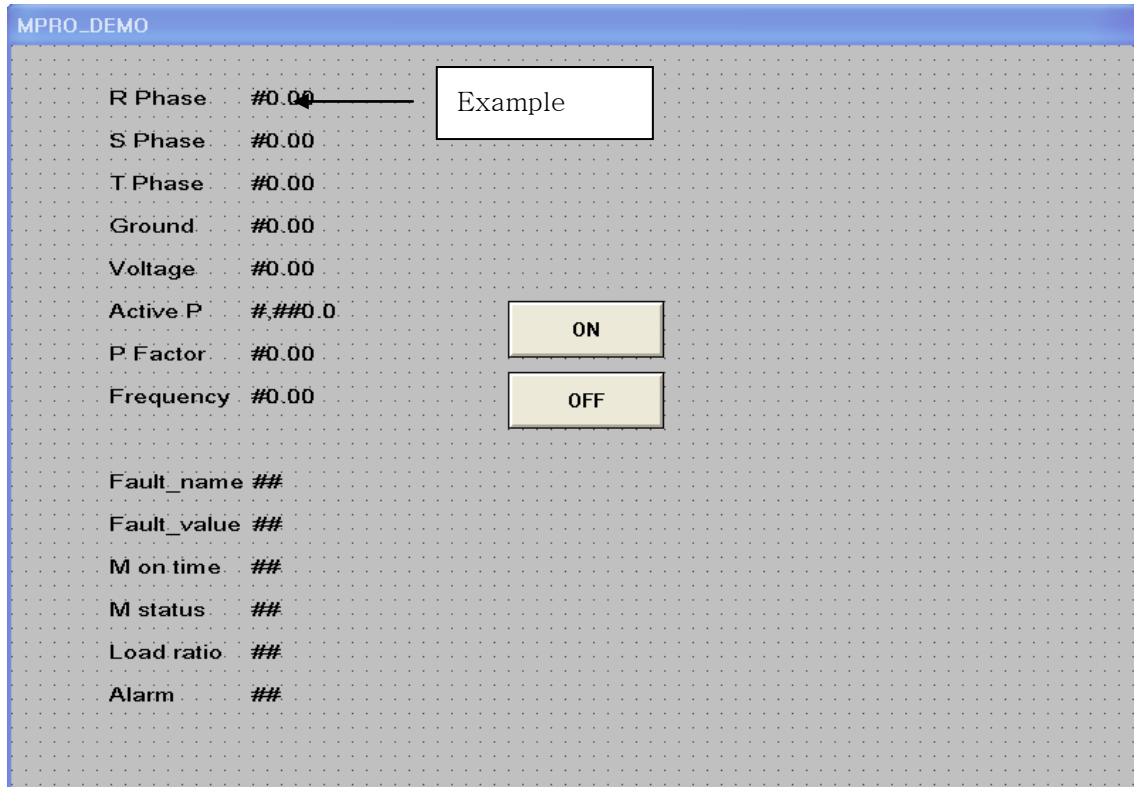 MPRO_DEMO
R Phase #0.00
Example
S Phase #0.00
T Phase #0.00
Ground #0.00
Voltage #0.00
Active P #,##0.0
ON
P Factor #0.00
OFF
Frequency #0.00
Fault_name ##
Fault_value ##
M on time ##
M status ##
Load ratio ##
Alarm ##